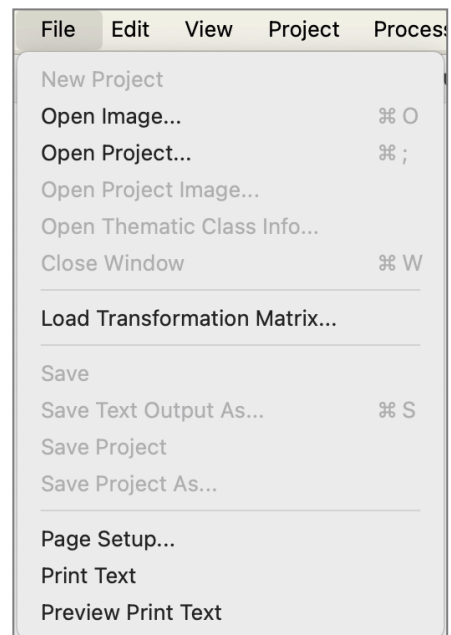 File Edit View Project Process
New Project
Open Image... ⌘ O
Open Project... ⌘ ;
Open Project Image...
Open Thematic Class Info...
Close Window ⌘ W
Load Transformation Matrix...
Save
Save Text Output As... ⌘ S
Save Project
Save Project As...
Page Setup...
Print Text
Preview Print Text